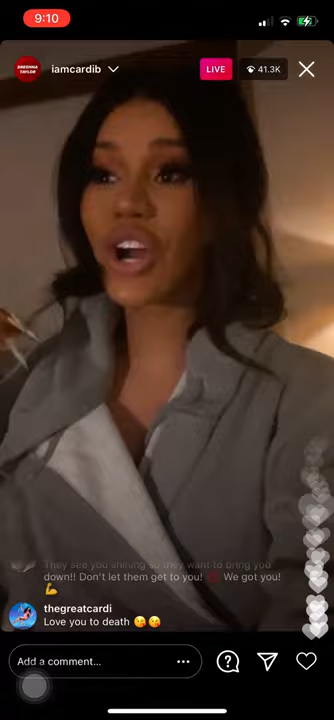 9:10
BREONNA
TAYLOR
iamcardib
LIVE
41.3K
They see you shining so they want to bring you
down!! Don't let them get to you! We got you!
💪
thegreatcardi
Love you to death 😘😘
Add a comment...